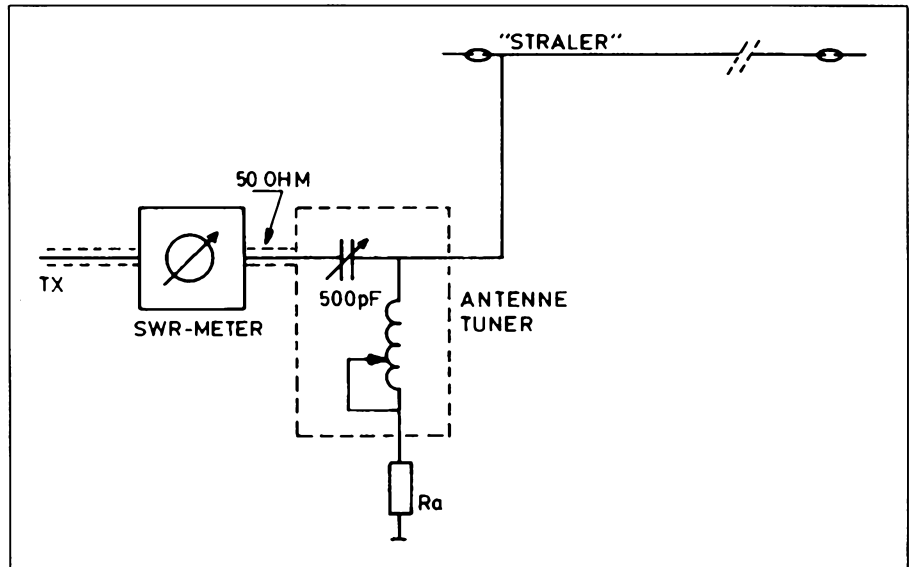 "STRALER"
50 OHM
TX
SWR-METER
500pF
ANTENNE
TUNER
Ra